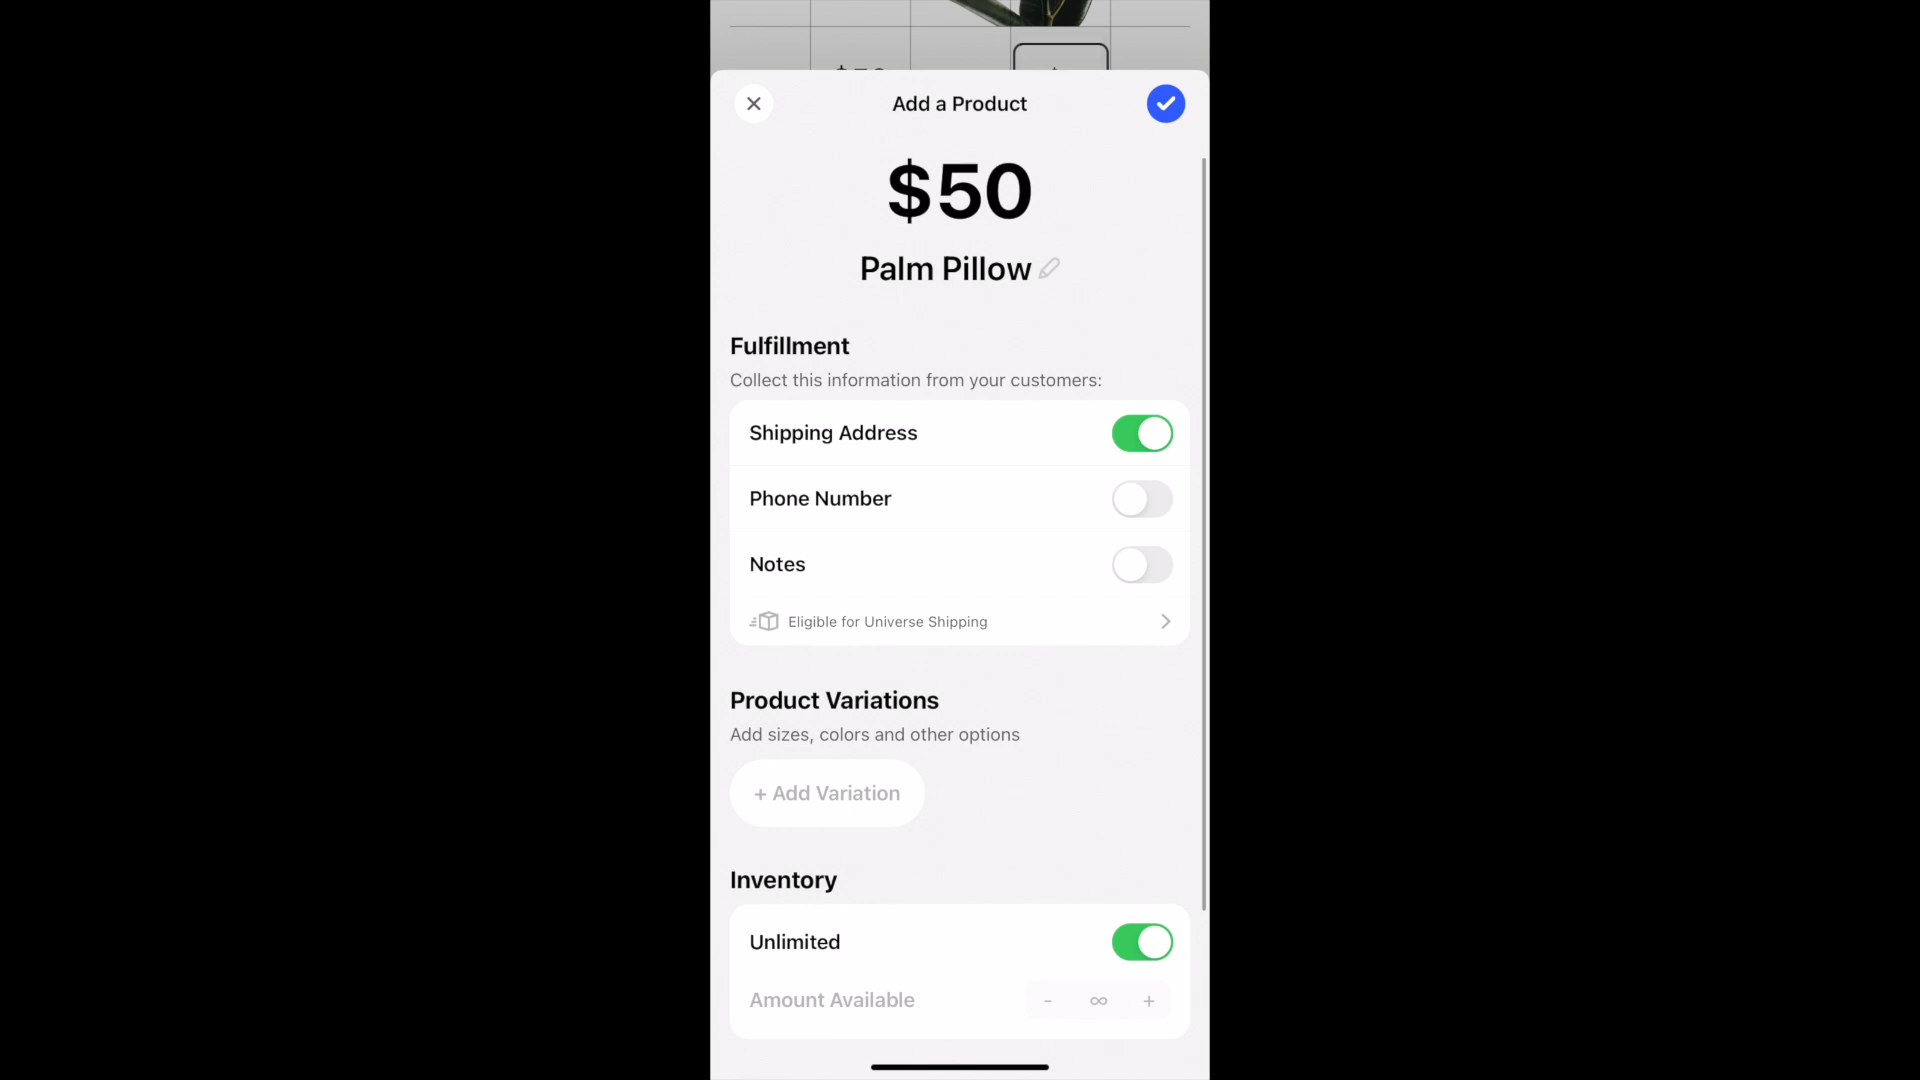 Add a Product
$50
Palm Pillow
Fulfillment
Collect this information from your customers:
Shipping Address
Phone Number
Notes
Eligible for Universe Shipping
Product Variations
Add sizes, colors and other options
+ Add Variation
Inventory
Unlimited
Amount Available
- ∞ +